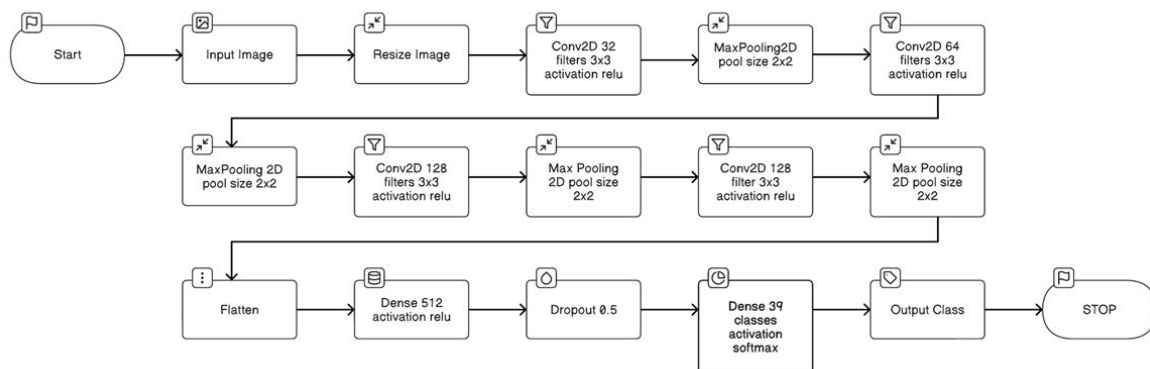 Start
Input Image
Resize Image
Conv2D 32
filters 3x3
activation relu
MaxPooling2D
pool size 2x2
Conv2D 64
filters 3x3
activation relu
MaxPooling 2D
pool size 2x2
Conv2D 128
filters 3x3
activation relu
Max Pooling
2D pool size
2x2
Conv2D 128
filter 3x3
activation relu
Max Pooling
2D pool size
2x2
Flatten
Dense 512
activation relu
Dropout 0.5
Dense 39
classes
activation
softmax
Output Class
STOP